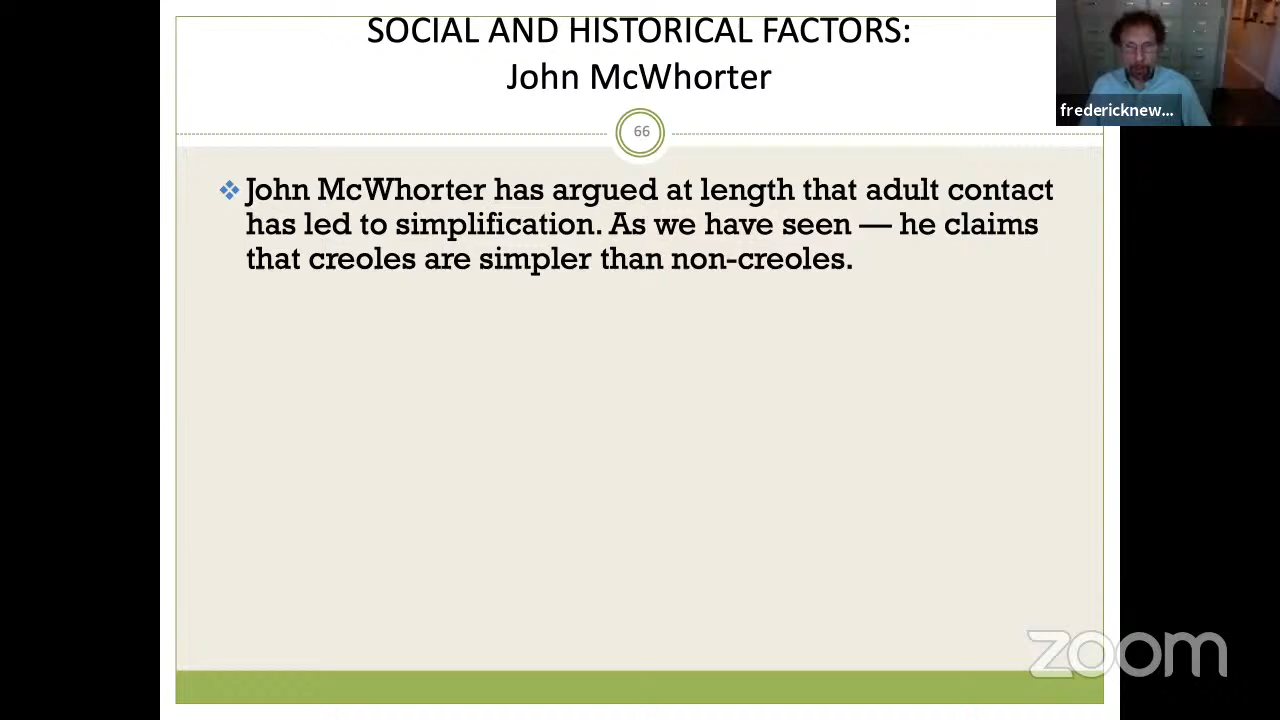 SOCIAL AND HISTORICAL FACTORS:
John McWhorter
fredericknew...
66
John McWhorter has argued at length that adult contact
has led to simplification. As we have seen — he claims
that creoles are simpler than non-creoles.
zoom